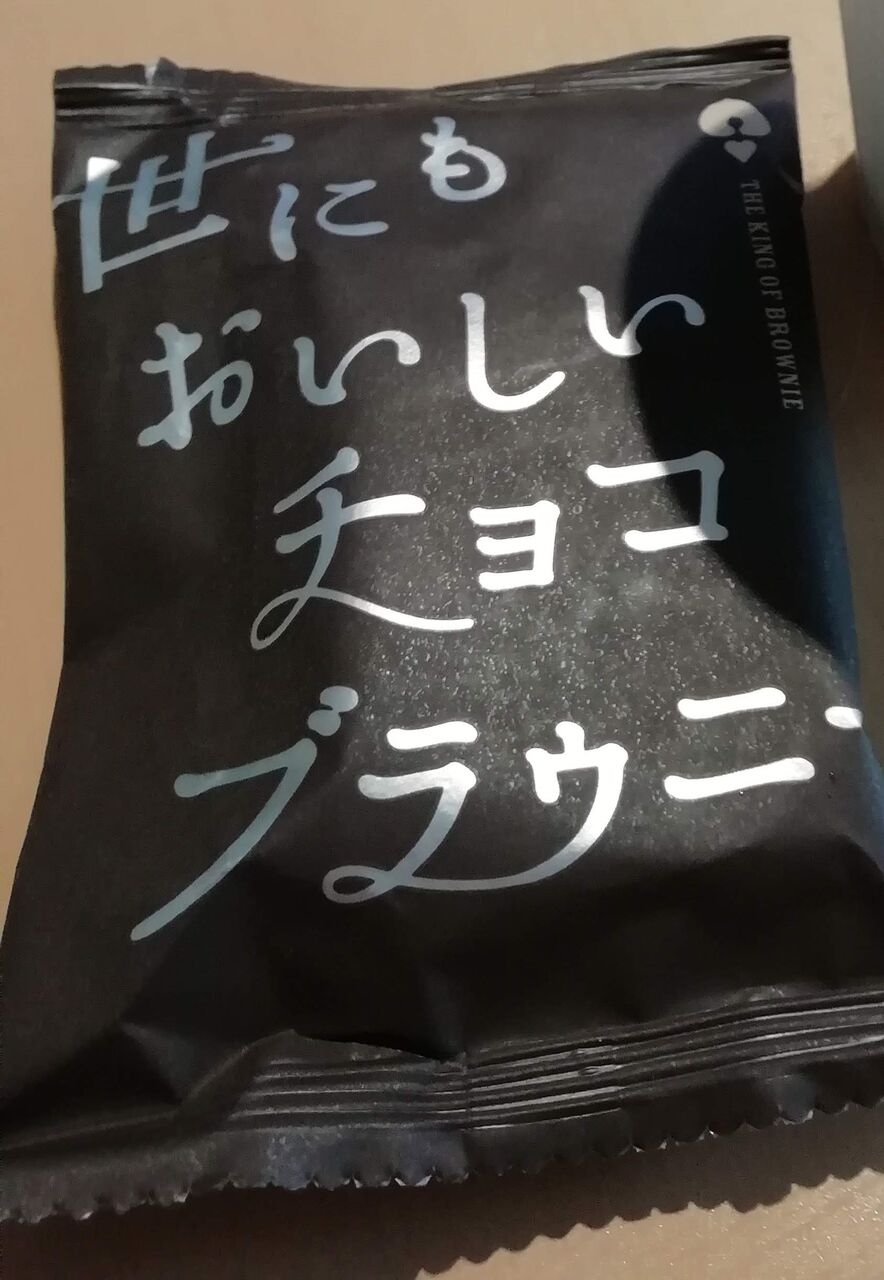 世にも
おいしい
チョコ
ブラウニー
THE KING OF BROWNIE